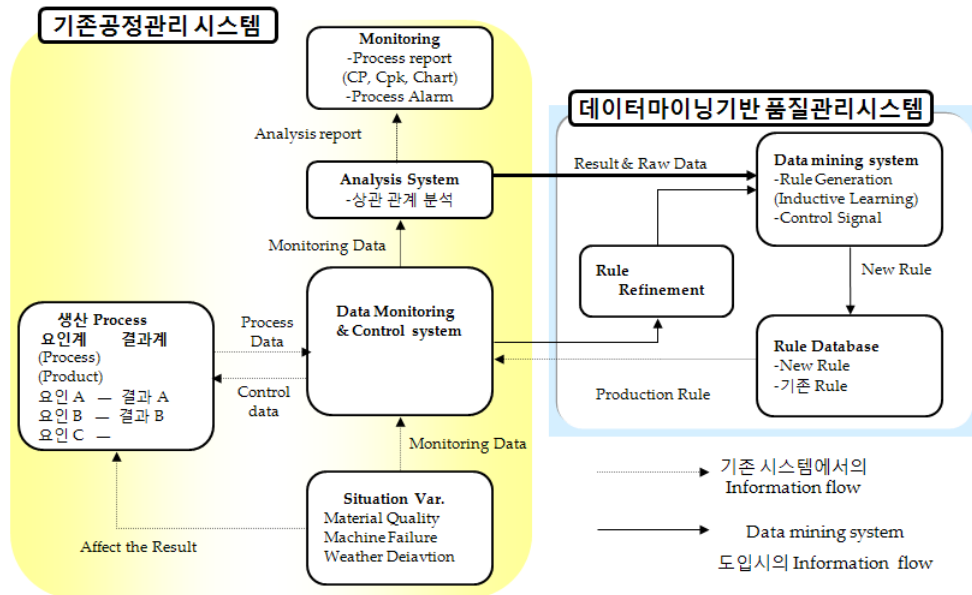 기존공정관리 시스템
Monitoring
-Process report
(CP, Cpk, Chart)
-Process Alarm
Analysis report
Analysis System
-상관 관계 분석
Monitoring Data
Data Monitoring
& Control system
생산 Process
요인계 결과계
(Process)
(Product)
요인 A — 결과 A
요인 B — 결과 B
요인 C —
Process
Data
Control
data
Monitoring Data
Situation Var.
Material Quality
Machine Failure
Weather Deiavtion
Affect the Result
데이터마이닝기반 품질관리시스템
Result & Raw Data
Data mining system
-Rule Generation
(Inductive Learning)
-Control Signal
Rule
Refinement
New Rule
Rule Database
-New Rule
-기존 Rule
Production Rule
기존 시스템에서의
Information flow
Data mining system
도입시의 Information flow